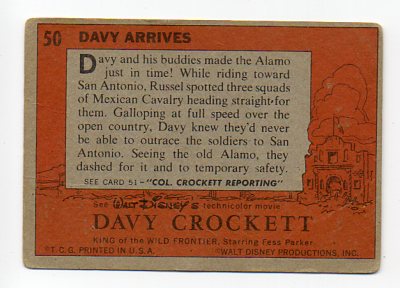 50 DAVY ARRIVES
Davy and his buddies made the Alamo
just in time! While riding toward
San Antonio, Russel spotted three squads
of Mexican Cavalry heading straight for
them. Galloping at full speed over the
open country, Davy knew they'd never
be able to outrace the soldiers to San
Antonio. Seeing the old Alamo, they
dashed for it and to temporary safety.
SEE CARD 51-"COL. CROCKETT REPORTING"
See WALT DISNEY'S technicolor movie
DAVY CROCKETT
KING of the WILD FRONTIER, Starring Fess Parker
©T.C.G. PRINTED IN U.S.A. ©WALT DISNEY PRODUCTIONS, INC.